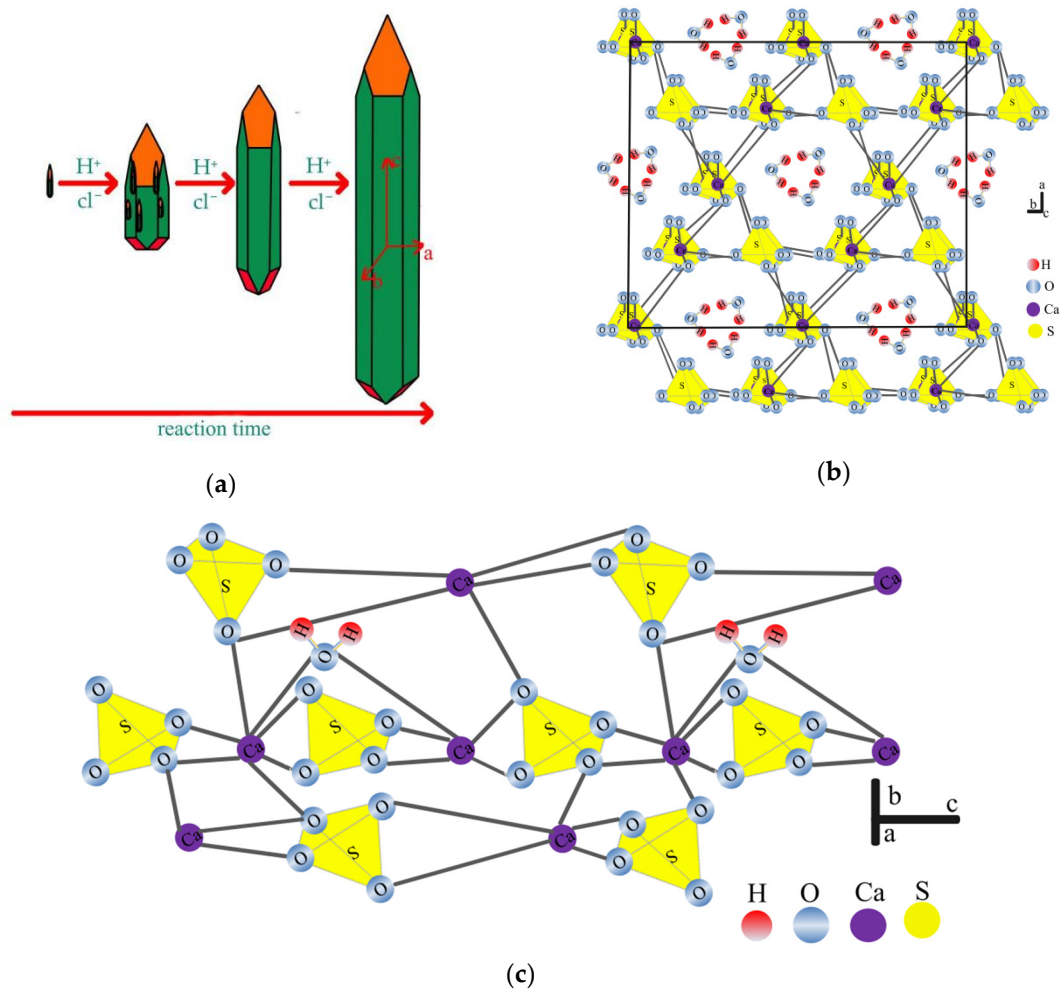 H⁺ H⁺ H⁺
cl⁻ cl⁻ cl⁻
c
a
b
reaction time
(a)
S S S
S S
S S S
a
b
c
H
O
Ca
S
(b)
O O
O O O O
S Ca S Ca
O H H O H H
O O
O O O O
S O S O S O S O
Ca Ca Ca Ca
O O O O O O O O
O O
Ca O Ca O
O S O S
O O
b
c
a
H O Ca S
(c)